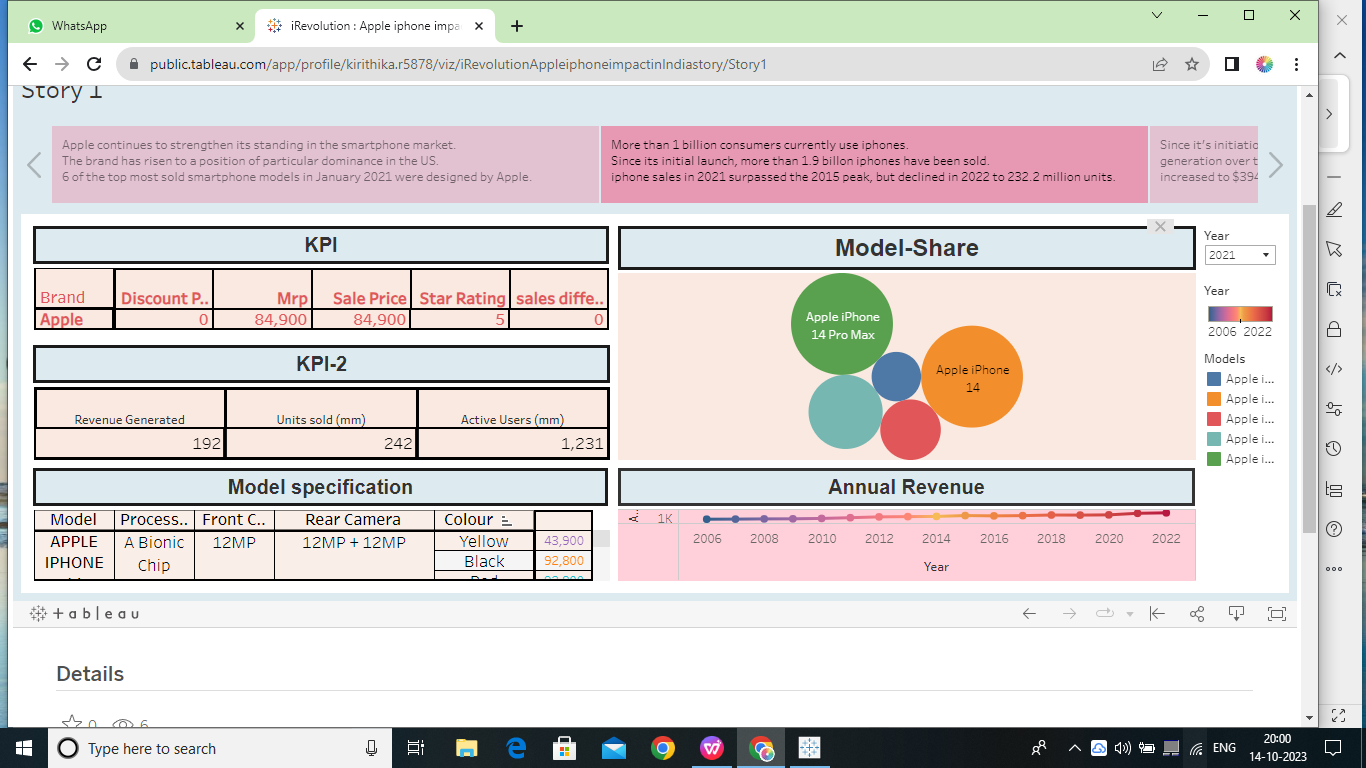 WhatsApp
iRevolution : Apple iphone impa
public.tableau.com/app/profile/kirithika.r5878/viz/iRevolutionAppleiphoneimpactinIndiastory/Story1
Story 1
Apple continues to strengthen its standing in the smartphone market.
The brand has risen to a position of particular dominance in the US.
6 of the top most sold smartphone models in January 2021 were designed by Apple.
More than 1 billion consumers currently use iphones.
Since its initial launch, more than 1.9 billon iphones have been sold.
iphone sales in 2021 surpassed the 2015 peak, but declined in 2022 to 232.2 million units.
Since it's initiatio
generation over t
increased to $394
KPI
Brand Discount P.. Mrp Sale Price Star Rating sales diffe..
Apple 0 84,900 84,900 5 0
KPI-2
Revenue Generated Units sold (mm) Active Users (mm)
192 242 1,231
Model specification
Model Process.. Front C.. Rear Camera Colour
APPLE IPHONE A Bionic Chip 12MP 12MP + 12MP Yellow 43,900
Black 92,800
Model-Share
Apple iPhone
14 Pro Max
Apple iPhone
14
Annual Revenue
A..
1K
2006 2008 2010 2012 2014 2016 2018 2020 2022
Year
Year
2021
Year
2006 2022
Models
Apple i...
Apple i...
Apple i...
Apple i...
Apple i...
+ableau
Details
0 6
Type here to search
ENG
20:00
14-10-2023